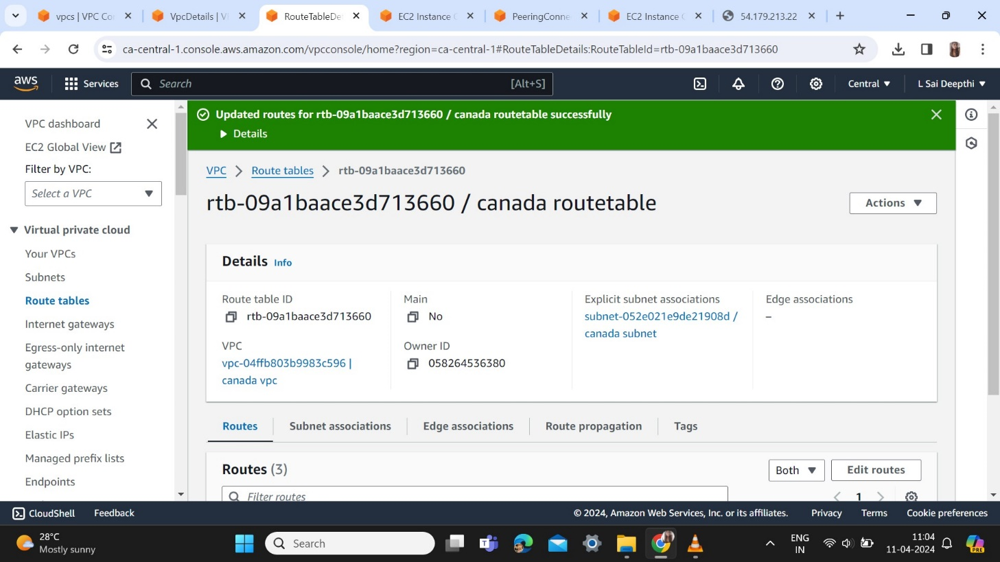 vpcs | VPC Co
VpcDetails | V
RouteTableDe
EC2 Instance C
PeeringConne
EC2 Instance C
54.179.213.22
ca-central-1.console.aws.amazon.com/vpcconsole/home?region=ca-central-1#RouteTableDetails:RouteTableId=rtb-09a1baace3d713660
aws
Services
Search
[Alt+S]
Central
L Sai Deepthi
VPC dashboard
EC2 Global View
Filter by VPC:
Select a VPC
Virtual private cloud
Your VPCs
Subnets
Route tables
Internet gateways
Egress-only internet
gateways
Carrier gateways
DHCP option sets
Elastic IPs
Managed prefix lists
Endpoints
Updated routes for rtb-09a1baace3d713660 / canada routetable successfully
Details
VPC
Route tables
rtb-09a1baace3d713660
rtb-09a1baace3d713660 / canada routetable
Actions
Details Info
Route table ID
rtb-09a1baace3d713660
VPC
vpc-04ffb803b9983c596 |
canada vpc
Main
No
Owner ID
058264536380
Explicit subnet associations
subnet-052e021e9de21908d /
canada subnet
Edge associations
–
Routes
Subnet associations
Edge associations
Route propagation
Tags
Routes (3)
Both
Edit routes
Filter routes
1
CloudShell
Feedback
© 2024, Amazon Web Services, Inc. or its affiliates.
Privacy
Terms
Cookie preferences
28°C
Mostly sunny
Search
ENG
IN
11:04
11-04-2024
PRE